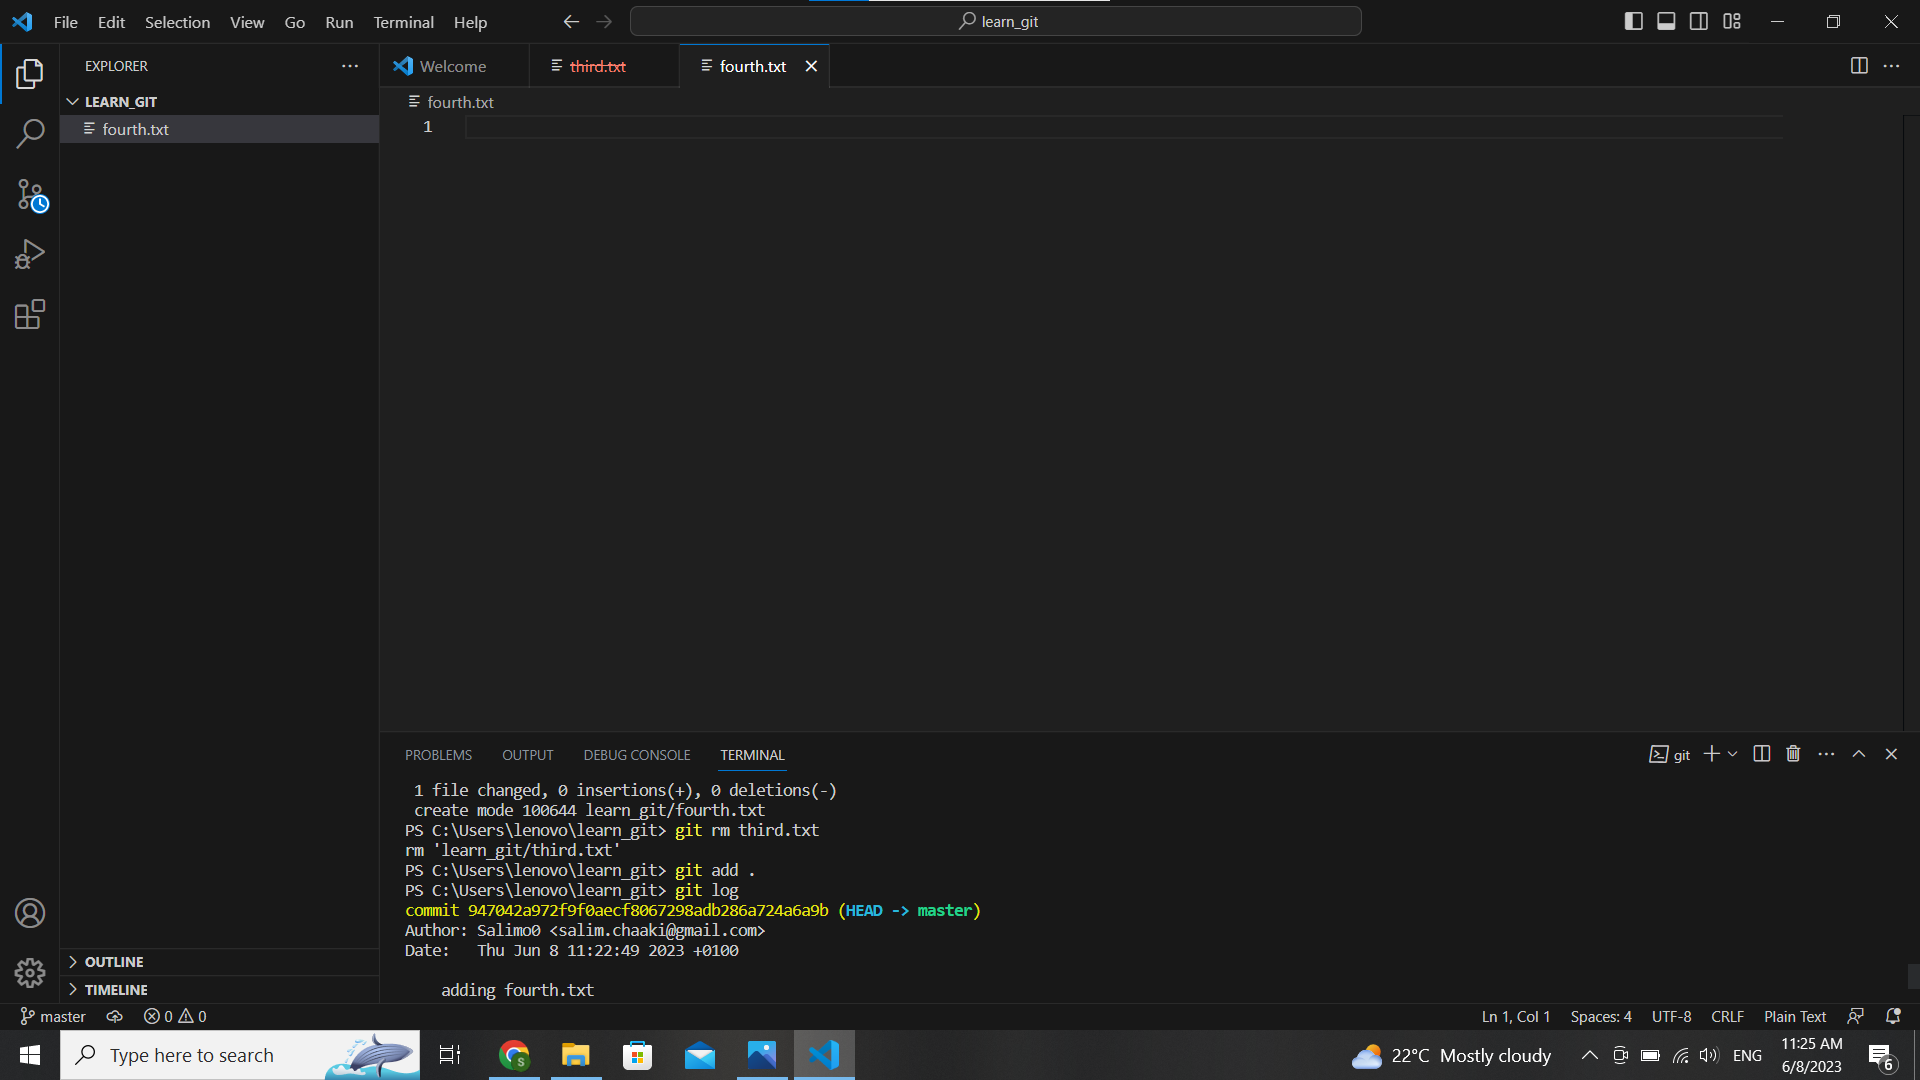 File Edit Selection View Go Run Terminal Help
learn_git
EXPLORER
Welcome
third.txt
fourth.txt
LEARN_GIT
fourth.txt
fourth.txt
1
PROBLEMS OUTPUT DEBUG CONSOLE TERMINAL
git
1 file changed, 0 insertions(+), 0 deletions(-)
create mode 100644 learn_git/fourth.txt
PS C:\Users\lenovo\learn_git> git rm third.txt
rm 'learn_git/third.txt'
PS C:\Users\lenovo\learn_git> git add .
PS C:\Users\lenovo\learn_git> git log
commit 947042a972f9f0aecf8067298adb286a724a6a9b (HEAD -> master)
Author: Salimo0 <salim.chaaki@gmail.com>
Date:   Thu Jun 8 11:22:49 2023 +0100
adding fourth.txt
OUTLINE
TIMELINE
master
0 0
Ln 1, Col 1
Spaces: 4
UTF-8
CRLF
Plain Text
Type here to search
S
22°C Mostly cloudy
ENG
11:25 AM
6/8/2023
6